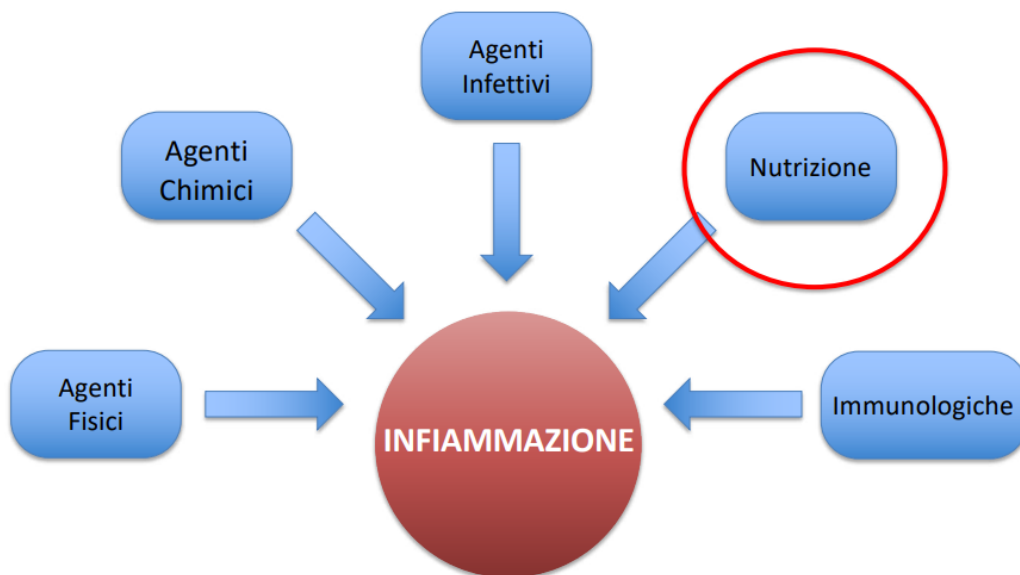 Agenti
Infettivi
Agenti
Chimici
Nutrizione
Agenti
Fisici
Immunologiche
INFIAMMAZIONE